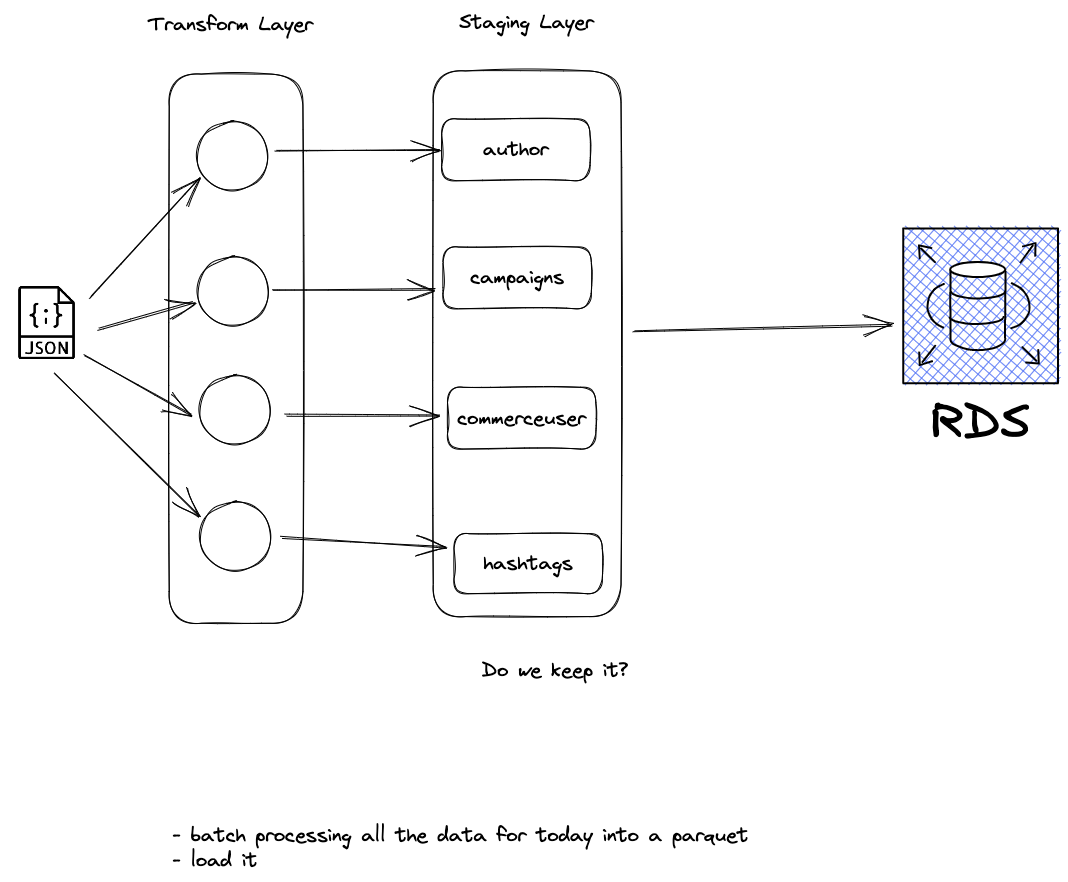 Transform Layer
Staging Layer
author
campaigns
{;}
JSON
commerceuser
RDS
hashtags
Do we keep it?
- batch processing all the data for today into a parquet
- load it